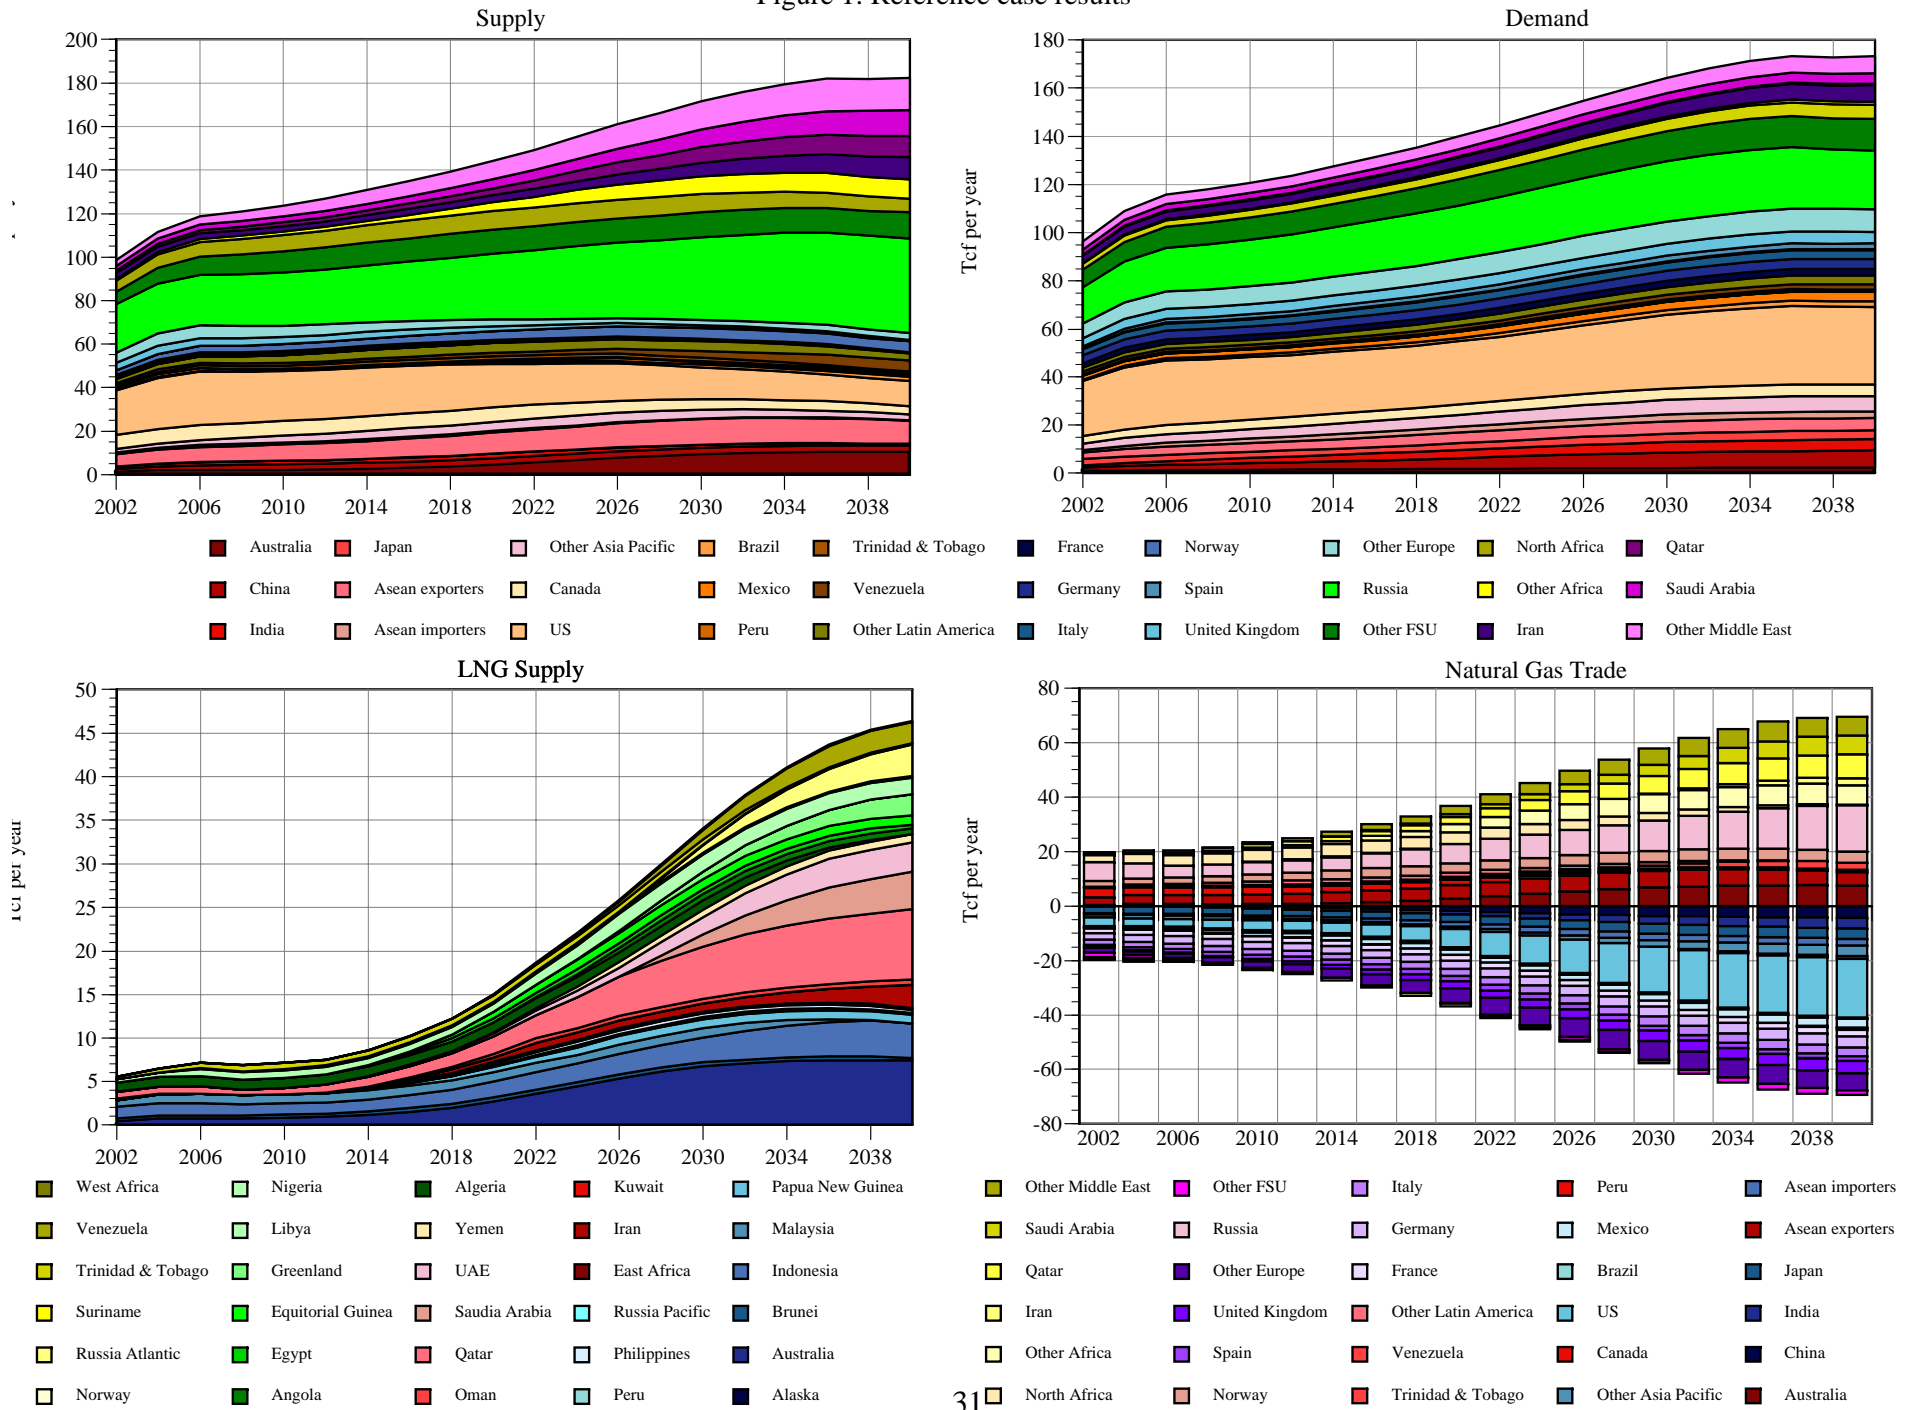 Figure 1: Reference case results
Supply
Demand
200
180
160
140
120
100
80
60
40
20
0
2002 2006 2010 2014 2018 2022 2026 2030 2034 2038
Tcf per year
180
160
140
120
100
80
60
40
20
0
2002 2006 2010 2014 2018 2022 2026 2030 2034 2038
Australia Japan Other Asia Pacific Brazil Trinidad & Tobago France Norway Other Europe North Africa Qatar
China Asean exporters Canada Mexico Venezuela Germany Spain Russia Other Africa Saudi Arabia
India Asean importers US Peru Other Latin America Italy United Kingdom Other FSU Iran Other Middle East
LNG Supply
Natural Gas Trade
Tcf per year
50
45
40
35
30
25
20
15
10
5
0
2002 2006 2010 2014 2018 2022 2026 2030 2034 2038
Tcf per year
80
60
40
20
0
-20
-40
-60
-80
2002 2006 2010 2014 2018 2022 2026 2030 2034 2038
West Africa Nigeria Algeria Kuwait Papua New Guinea
Venezuela Libya Yemen Iran Malaysia
Trinidad & Tobago Greenland UAE East Africa Indonesia
Suriname Equitorial Guinea Saudia Arabia Russia Pacific Brunei
Russia Atlantic Egypt Qatar Philippines Australia
Norway Angola Oman Peru Alaska
Other Middle East Other FSU Italy Peru Asean importers
Saudi Arabia Russia Germany Mexico Asean exporters
Qatar Other Europe France Brazil Japan
Iran United Kingdom Other Latin America US India
Other Africa Spain Venezuela Canada China
North Africa Norway Trinidad & Tobago Other Asia Pacific Australia
31